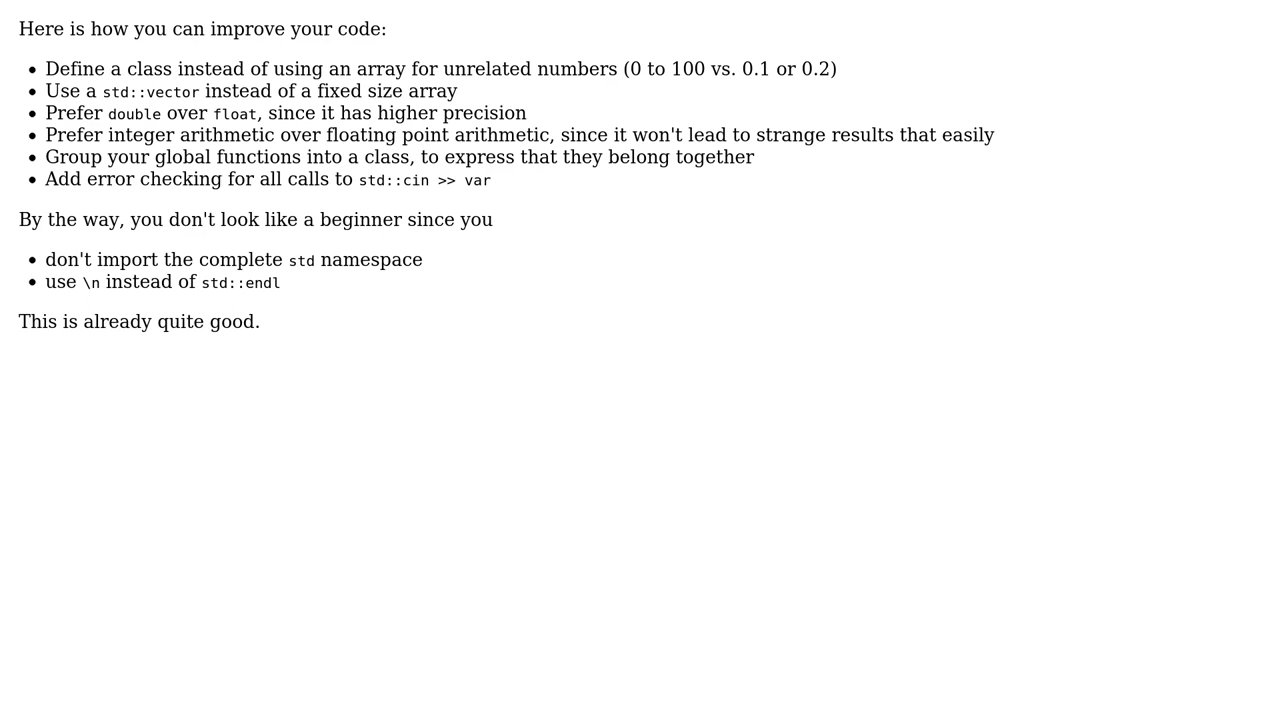 Here is how you can improve your code:
• Define a class instead of using an array for unrelated numbers (0 to 100 vs. 0.1 or 0.2)
• Use a std::vector instead of a fixed size array
• Prefer double over float, since it has higher precision
• Prefer integer arithmetic over floating point arithmetic, since it won't lead to strange results that easily
• Group your global functions into a class, to express that they belong together
• Add error checking for all calls to std::cin >> var
By the way, you don't look like a beginner since you
• don't import the complete std namespace
• use \n instead of std::endl
This is already quite good.